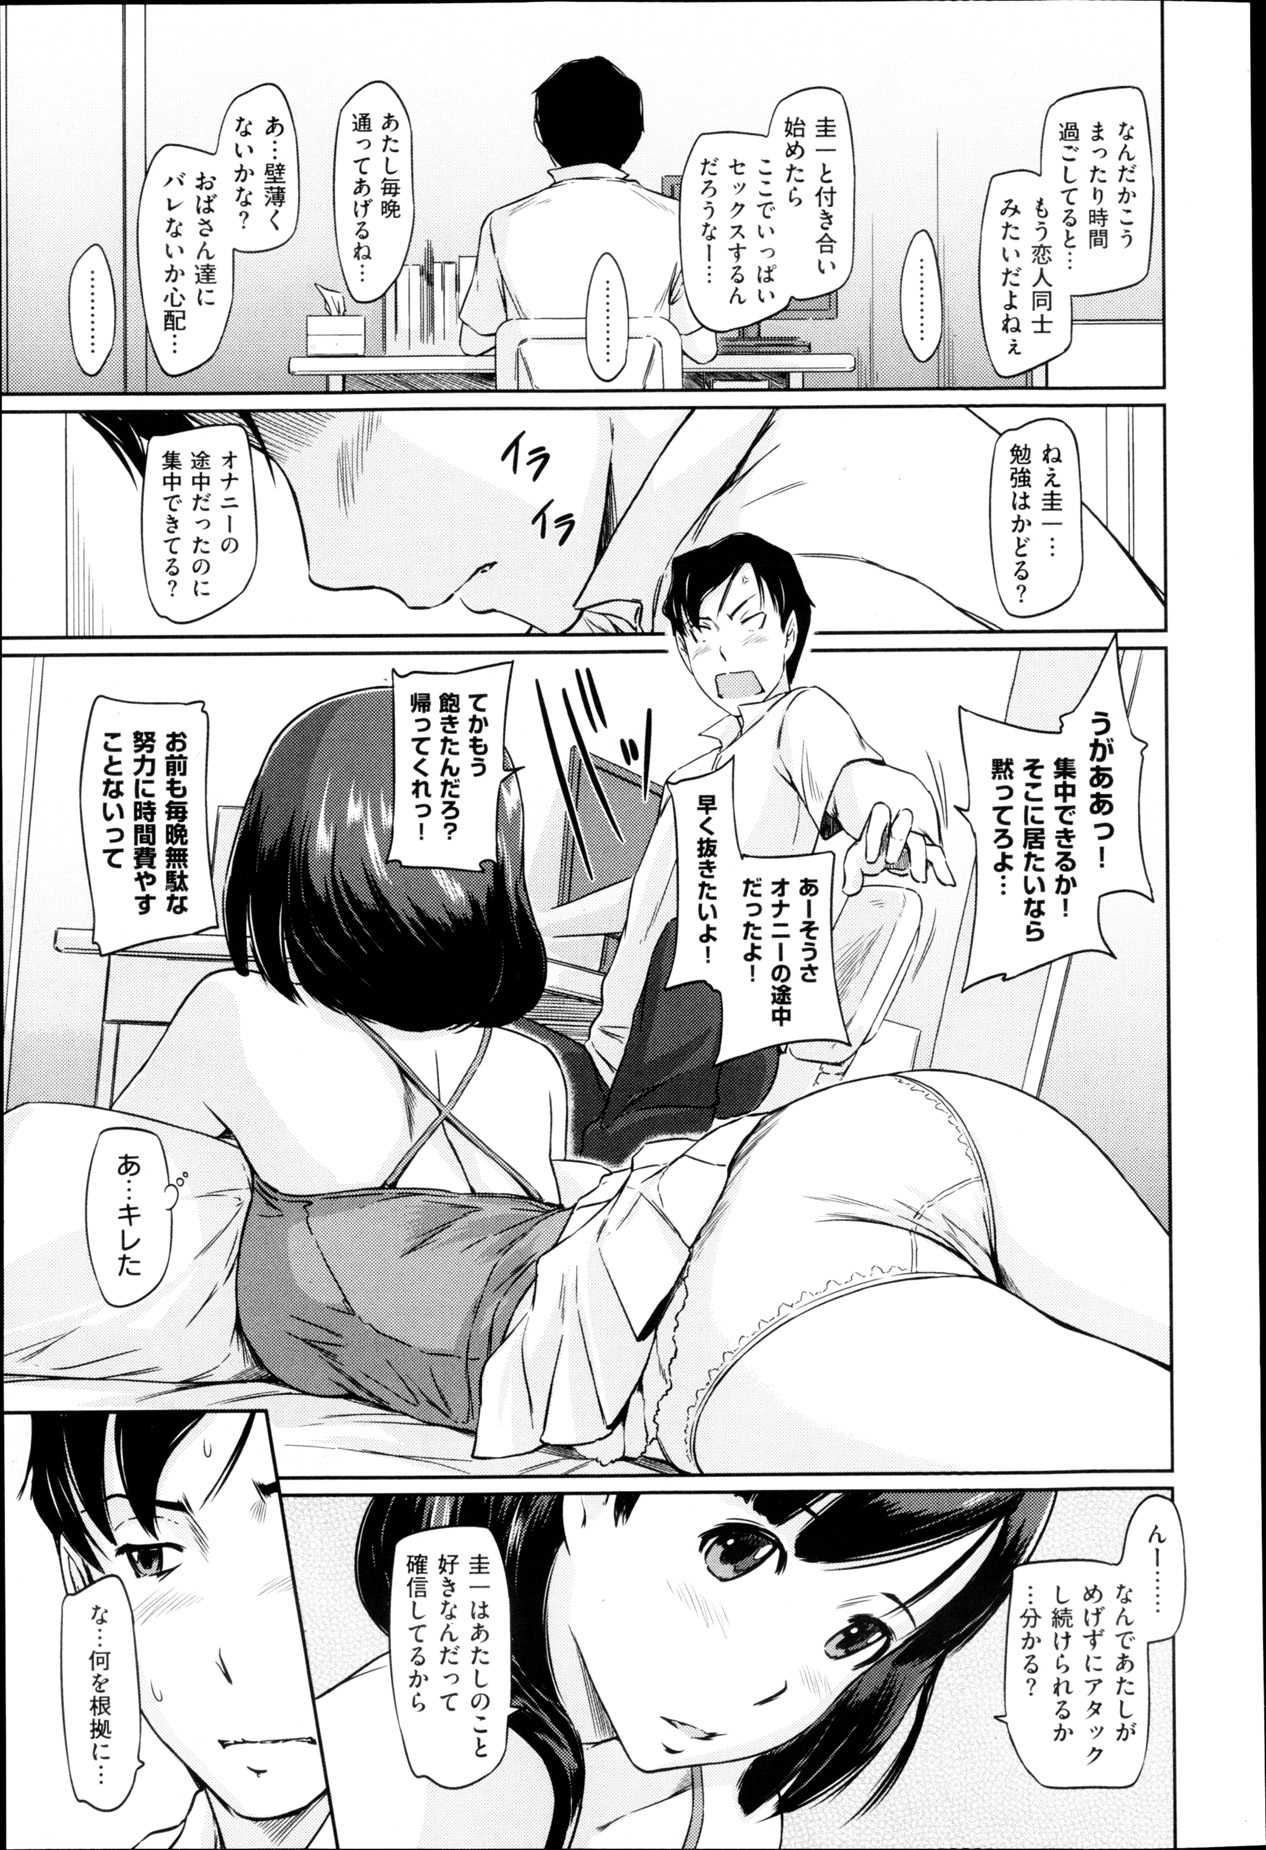 なんだかこう
まったり時間
過ごしてると…
もう恋人同士
みたいだよねぇ
………
圭一と付き合い
始めたら
ここでいっぱい
セックスするん
だろうなー…
………
あたし毎晩
通ってあげるね…
あ…壁薄く
ないかな？
おばさん達に
バレないか心配…
………
ねえ圭一…
勉強はかどる？
イラ
イラ
オナニーの
途中だったのに
集中できてる？
うがああっ！
集中できるか！
そこに居たいなら
黙ってろよ…
あーそうさ
オナニーの途中
だったよ！
早く抜きたいよ！
てかもう
飽きたんだろ？
帰ってくれっ！
お前も毎晩無駄な
努力に時間費やす
ことないって
あ…キレた
んー……
なんであたしが
めげずにアタック
し続けられるか
…分かる？
圭一はあたしのこと
好きなんだって
確信してるから
な…何を根拠に…